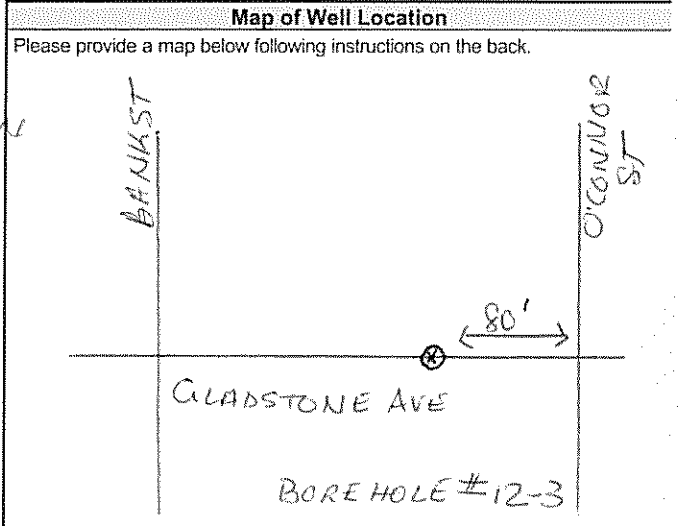 Map of Well Location
Please provide a map below following instructions on the back.
BANK ST
O'CONNOR
ST
80'
GLADSTONE AVE
BOREHOLE #12-3